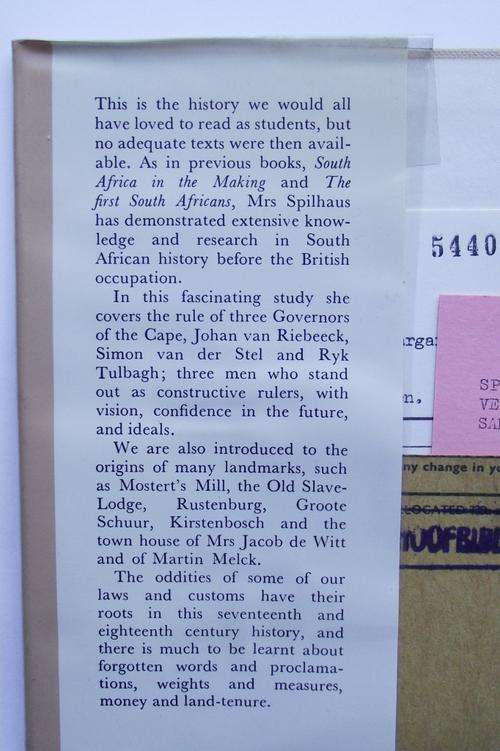 This is the history we would all
have loved to read as students, but
no adequate texts were then avail-
able. As in previous books, South
Africa in the Making and The
first South Africans, Mrs Spilhaus
has demonstrated extensive know-
ledge and research in South
African history before the British
occupation.
In this fascinating study she
covers the rule of three Governors
of the Cape, Johan van Riebeeck,
Simon van der Stel and Ryk
Tulbagh; three men who stand
out as constructive rulers, with
vision, confidence in the future,
and ideals.
We are also introduced to the
origins of many landmarks, such
as Mostert's Mill, the Old Slave-
Lodge, Rustenburg, Groote
Schuur, Kirstenbosch and the
town house of Mrs Jacob de Witt
and of Martin Melck.
The oddities of some of our
laws and customs have their
roots in this seventeenth and
eighteenth century history, and
there is much to be learnt about
forgotten words and proclama-
tions, weights and measures,
money and land-tenure.
5440
SP
VE
SA
ny change in y